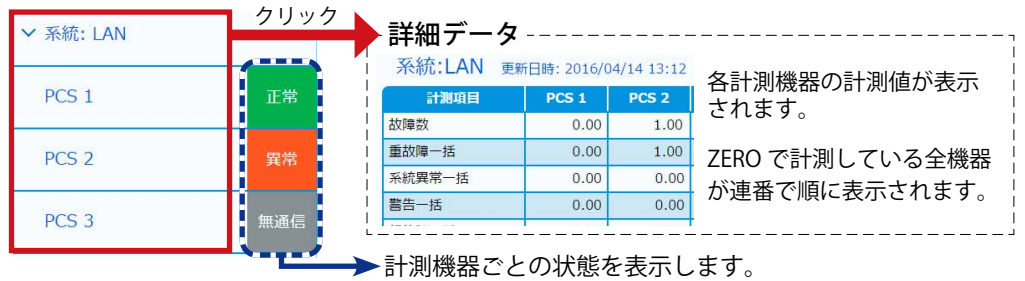 クリック
系統: LAN
PCS 1
正常
PCS 2
異常
PCS 3
無通信
詳細データ
系統:LAN 更新日時: 2016/04/14 13:12
計測項目 PCS 1 PCS 2
故障数 0.00 1.00
重故障一括 0.00 1.00
系統異常一括 0.00 0.00
警告一括 0.00 0.00
各計測機器の計測値が表示
されます。
ZERO で計測している全機器
が連番で順に表示されます。
計測機器ごとの状態を表示します。